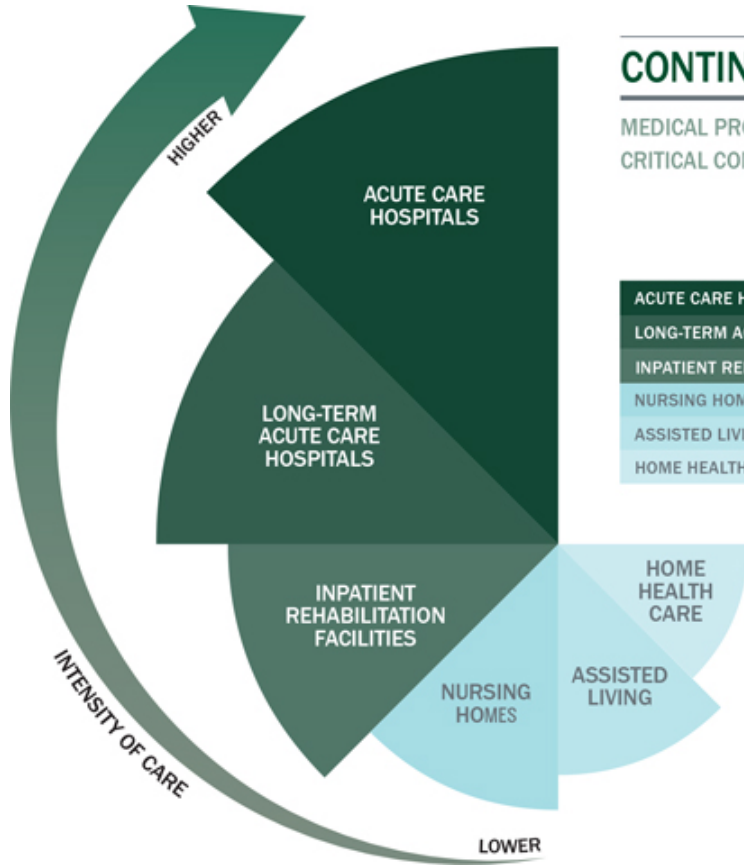 CONTIN
MEDICAL PRO
CRITICAL CO
HIGHER
ACUTE CARE
HOSPITALS
ACUTE CARE H
LONG-TERM A
INPATIENT RE
NURSING HOM
ASSISTED LIV
HOME HEALTH
LONG-TERM
ACUTE CARE
HOSPITALS
INPATIENT
REHABILITATION
FACILITIES
HOME
HEALTH
CARE
NURSING
HOMES
ASSISTED
LIVING
INTENSITY OF CARE
LOWER